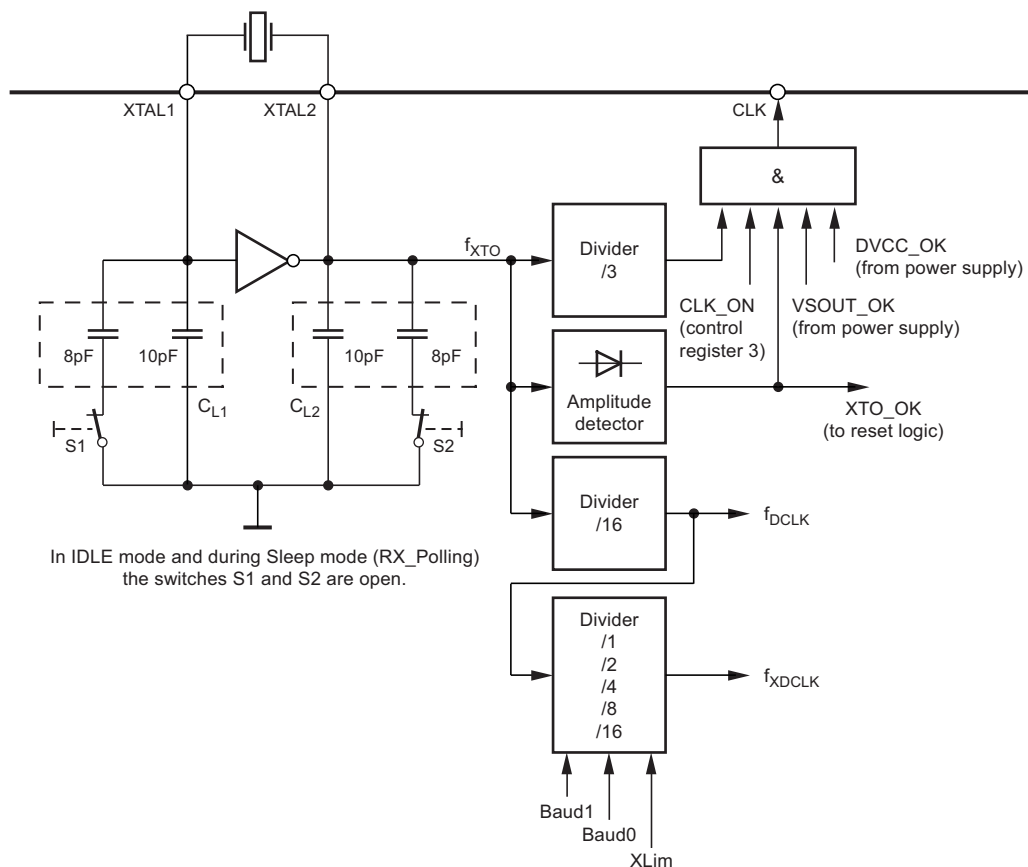 XTAL1
XTAL2
CLK
&
f_XTO
Divider
/3
DVCC_OK
(from power supply)
CLK_ON
(control
register 3)
VSOUT_OK
(from power supply)
8pF
10pF
10pF
8pF
C_L1
C_L2
S1
S2
Amplitude
detector
XTO_OK
(to reset logic)
Divider
/16
f_DCLK
In IDLE mode and during Sleep mode (RX_Polling)
the switches S1 and S2 are open.
Divider
/1
/2
/4
/8
/16
f_XDCLK
Baud1
Baud0
XLim